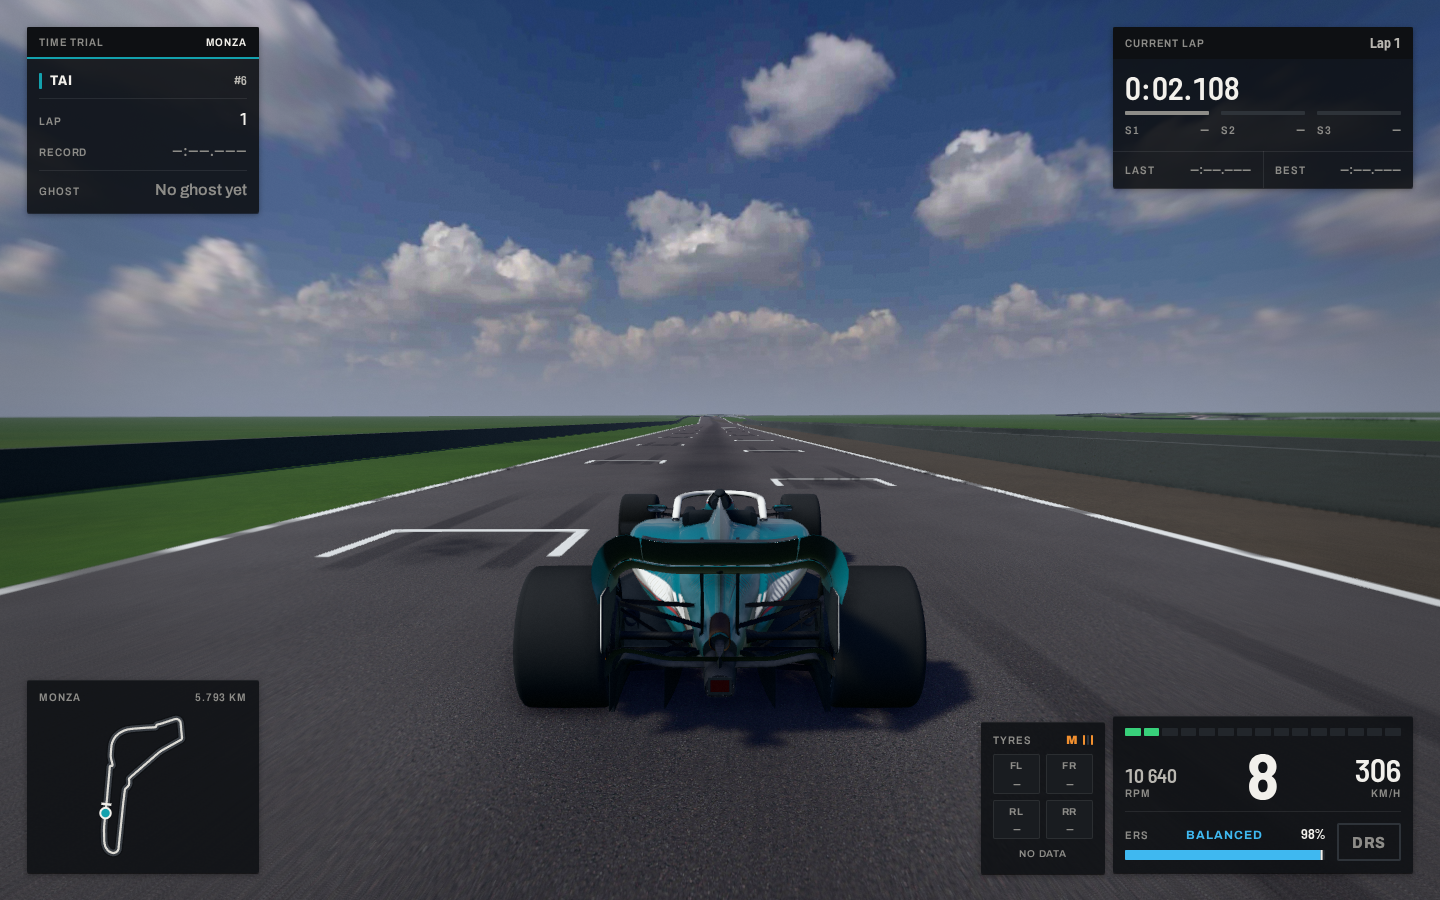 TIME TRIAL MONZA
TAI #6
LAP 1
RECORD –:––.–––
GHOST No ghost yet
CURRENT LAP Lap 1
0:02.108
S1 – S2 – S3 –
LAST –:––.––– BEST –:––.–––
MONZA 5.793 KM
TYRES M
FL FR
– –
RL RR
– –
NO DATA
10 640 8 306
RPM KM/H
ERS BALANCED 98% DRS